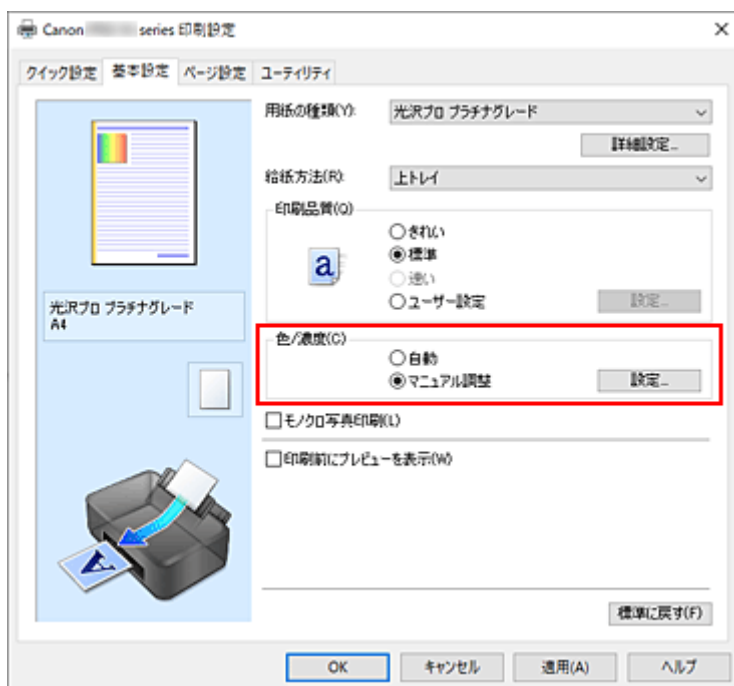 Canon series 印刷設定
クイック設定 基本設定 ページ設定 ユーティリティ
用紙の種類(Y): 光沢プロ プラチナグレード
詳細設定...
給紙方法(R): 上トレイ
印刷品質(Q)
きれい
標準
速い
ユーザー設定 設定...
a
光沢プロ プラチナグレード
A4
色/濃度(C)
自動
マニュアル調整 設定...
モノクロ写真印刷(L)
印刷前にプレビューを表示(W)
A
標準に戻す(F)
OK キャンセル 適用(A) ヘルプ